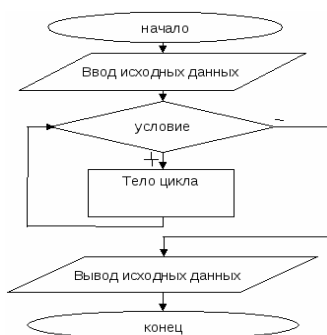 начало
Ввод исходных данных
условие
–
+
Тело цикла
Вывод исходных данных
конец